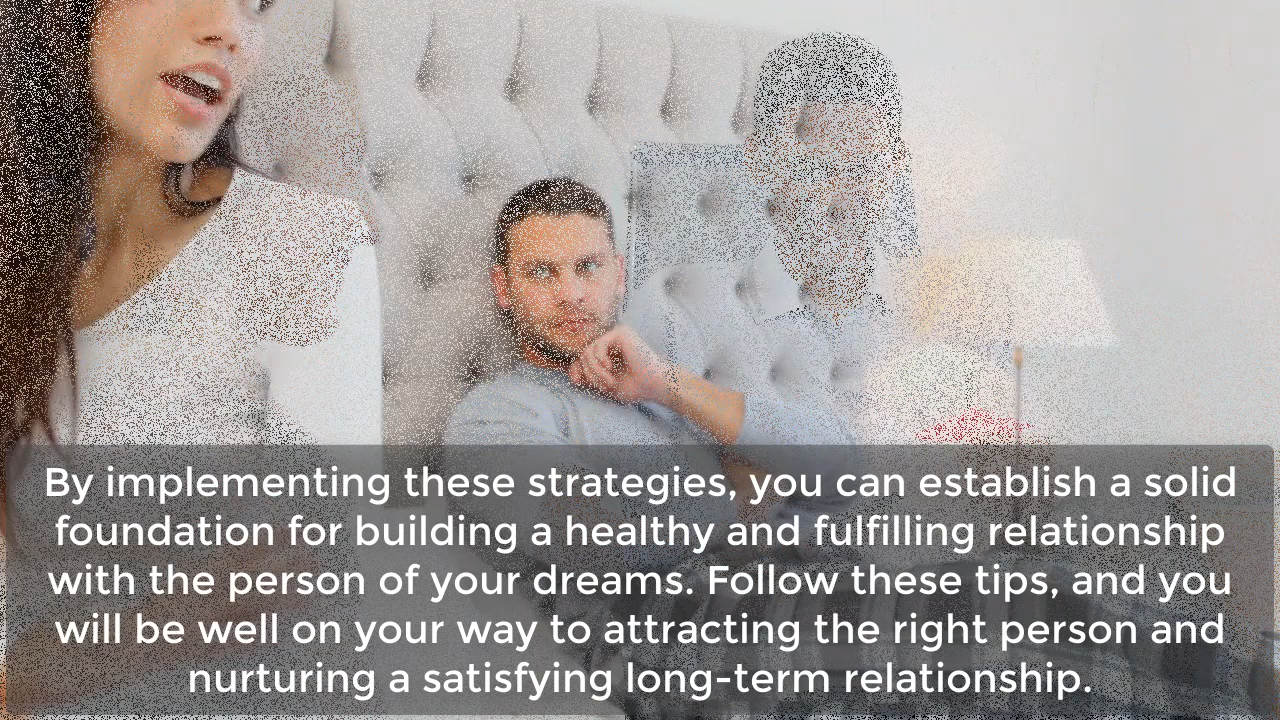 By implementing these strategies, you can establish a solid
foundation for building a healthy and fulfilling relationship
with the person of your dreams. Follow these tips, and you
will be well on your way to attracting the right person and
nurturing a satisfying long-term relationship.